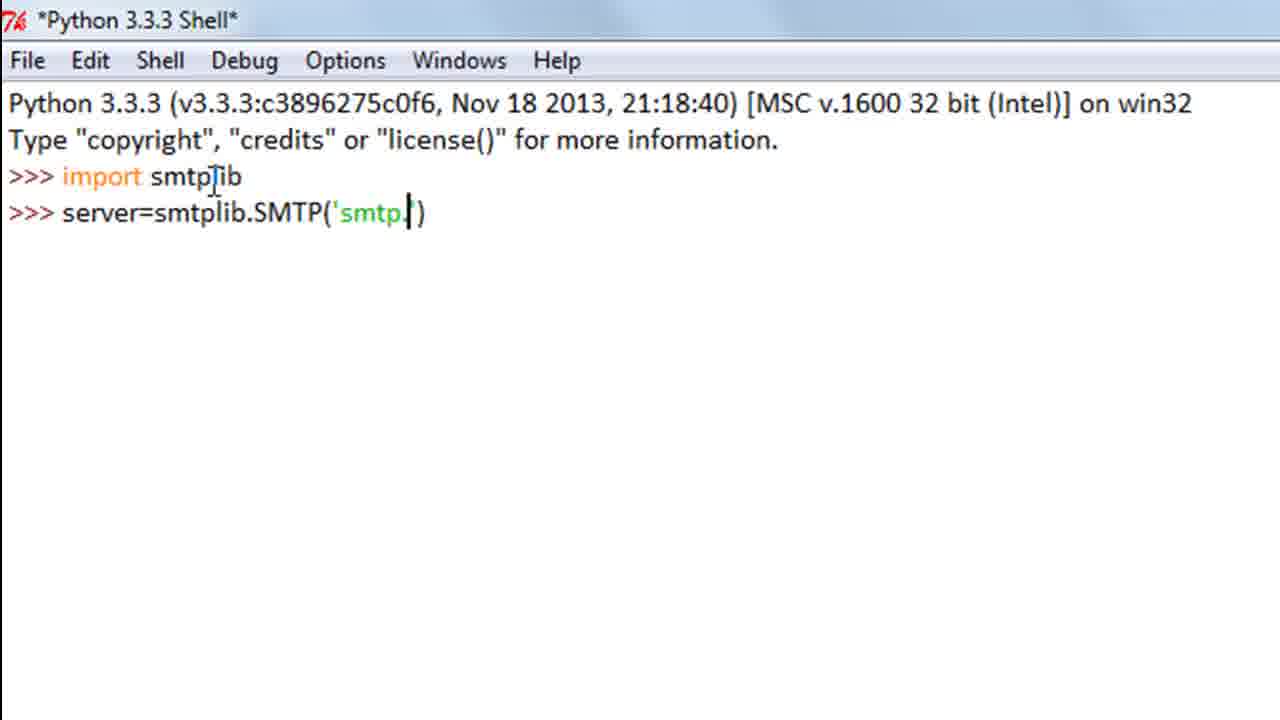 *Python 3.3.3 Shell*
File Edit Shell Debug Options Windows Help
Python 3.3.3 (v3.3.3:c3896275c0f6, Nov 18 2013, 21:18:40) [MSC v.1600 32 bit (Intel)] on win32
Type "copyright", "credits" or "license()" for more information.
>>> import smtplib
>>> server=smtplib.SMTP('smtp.')